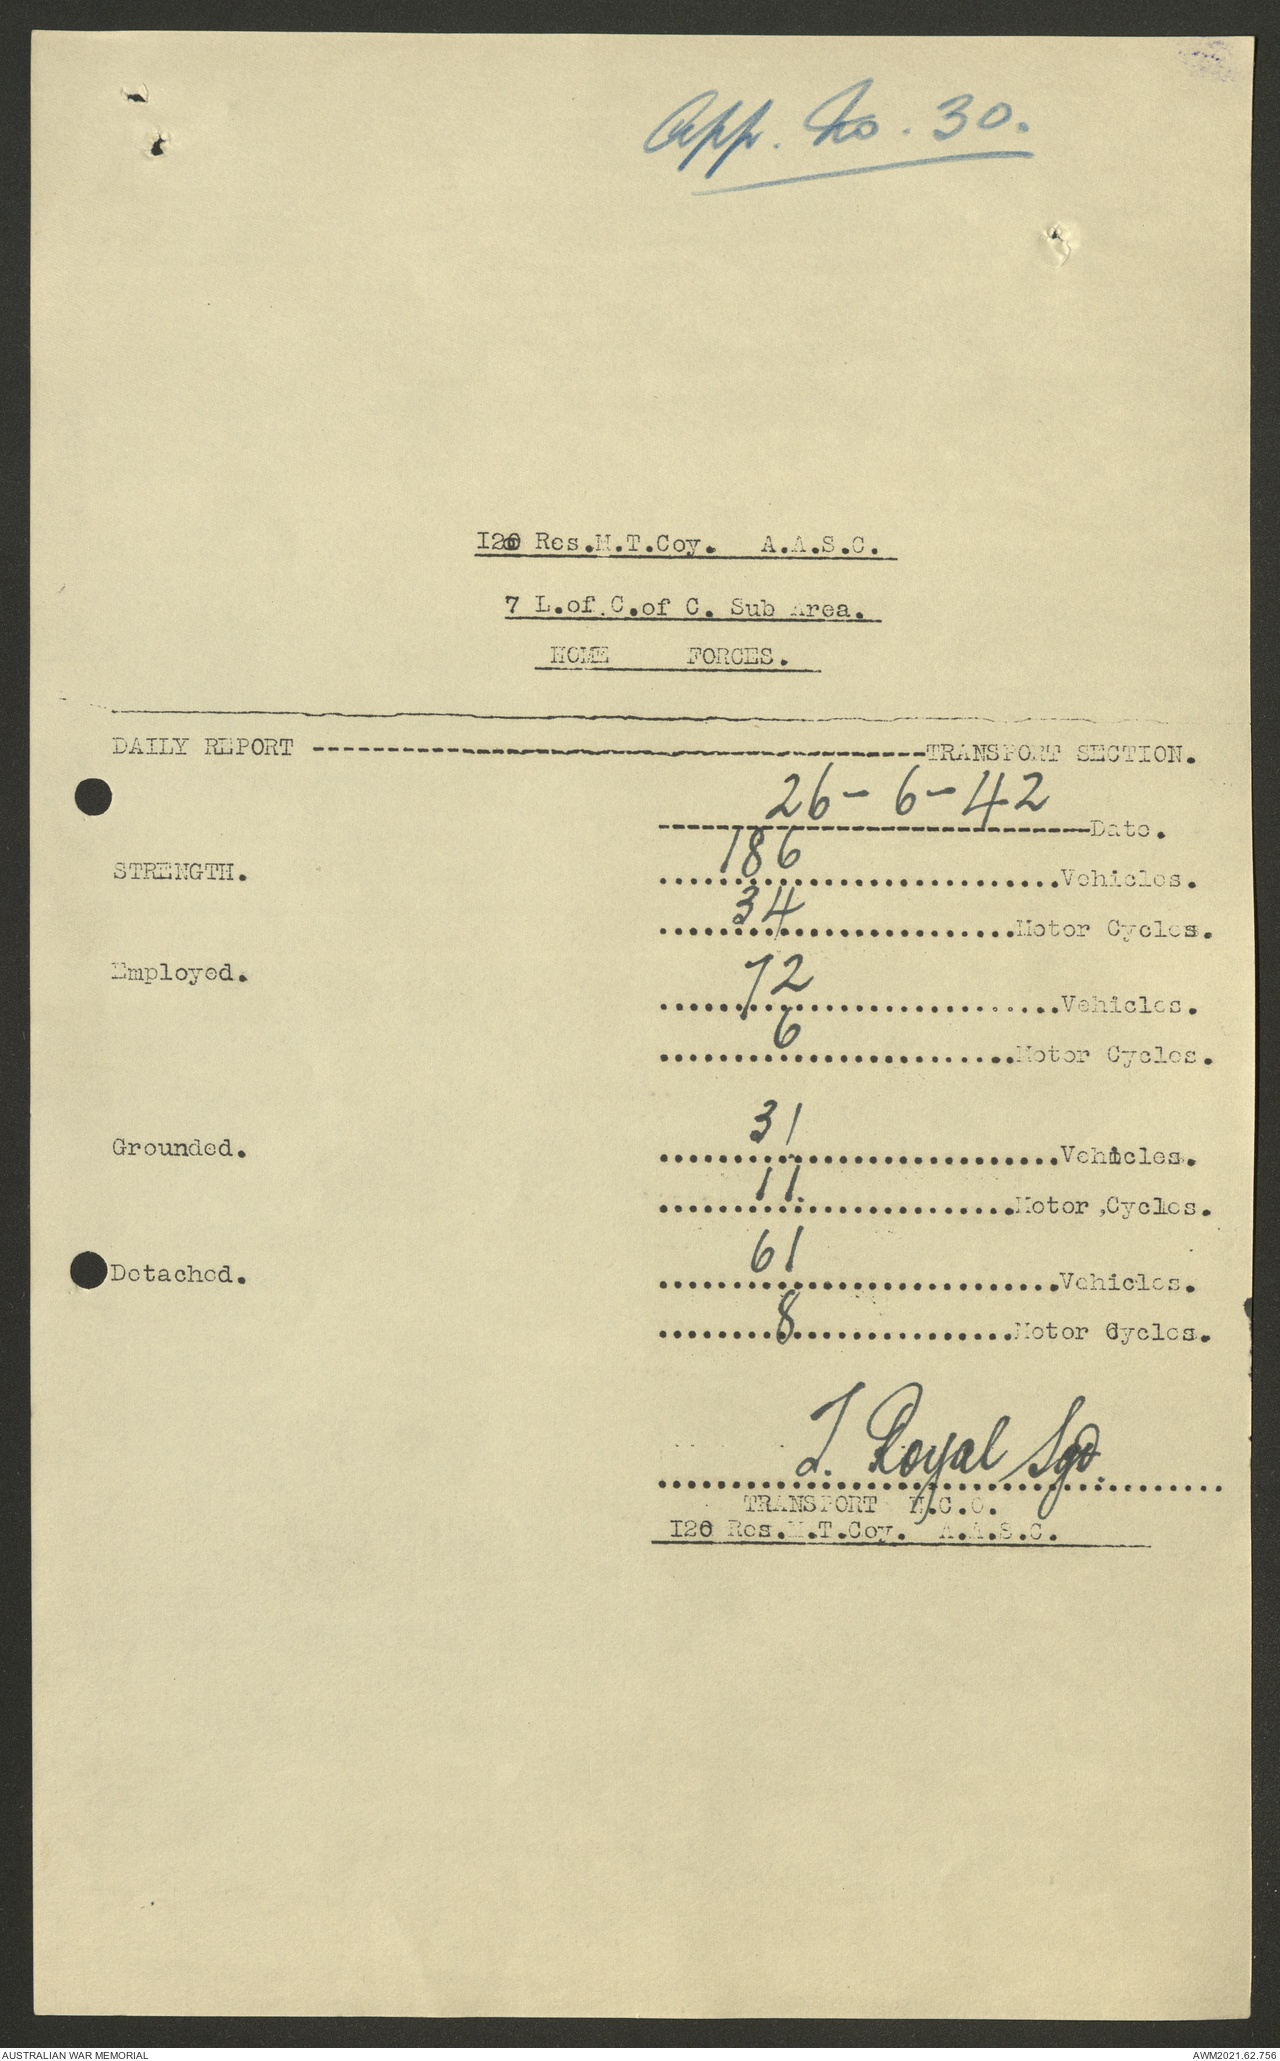 App. No. 30.
126 Res.M.T.Coy. A.A.S.C.
7 L.of.C.of C. Sub Area.
HOME FORCES.
DAILY REPORT ----------------------------------------TRANSPORT SECTION.
26-6-42
-----------------------------Date.
STRENGTH. 186 ...........................Vehicles.
34 ........................Motor Cycles.
Employed. 72 ...........................Vehicles.
6 ........................Motor Cycles.
Grounded. 31 ...........................Vehicles.
11 ........................Motor ,Cycles.
Detached. 61 ...........................Vehicles.
8 ........................Motor Cycles.
Royal Sgt.
......................................
TRANSPORT N.C.O.
126 Res.M.T.Coy. A.A.S.C.
AUSTRALIAN WAR MEMORIAL AWM2021.62.756